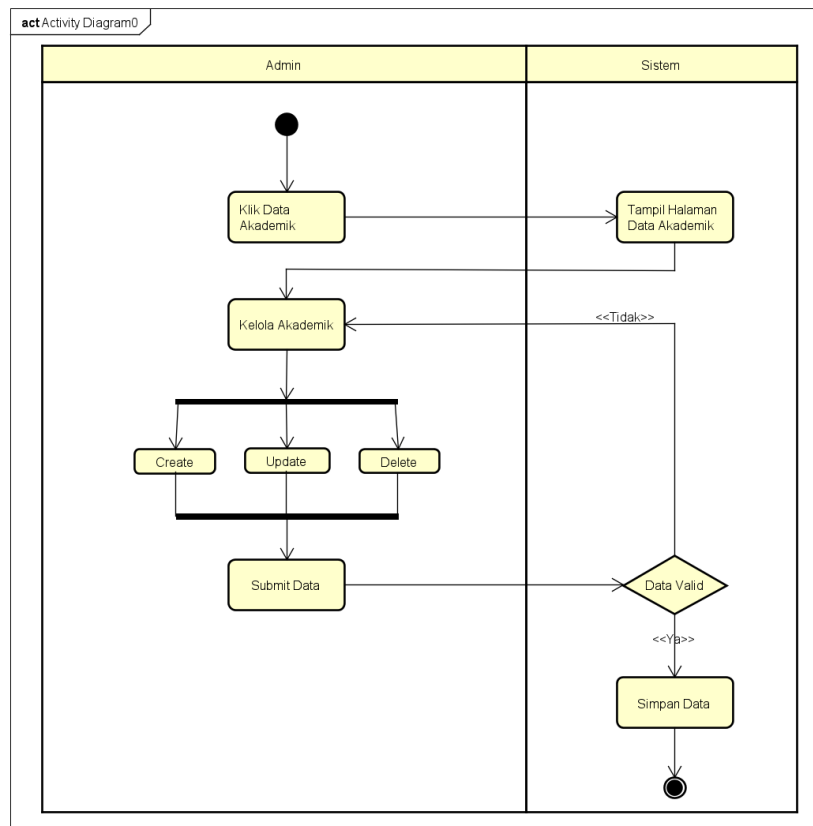 act Activity Diagram0
Admin
Sistem
Klik Data
Akademik
Tampil Halaman
Data Akademik
Kelola Akademik
<<Tidak>>
Create
Update
Delete
Submit Data
Data Valid
<<Ya>>
Simpan Data